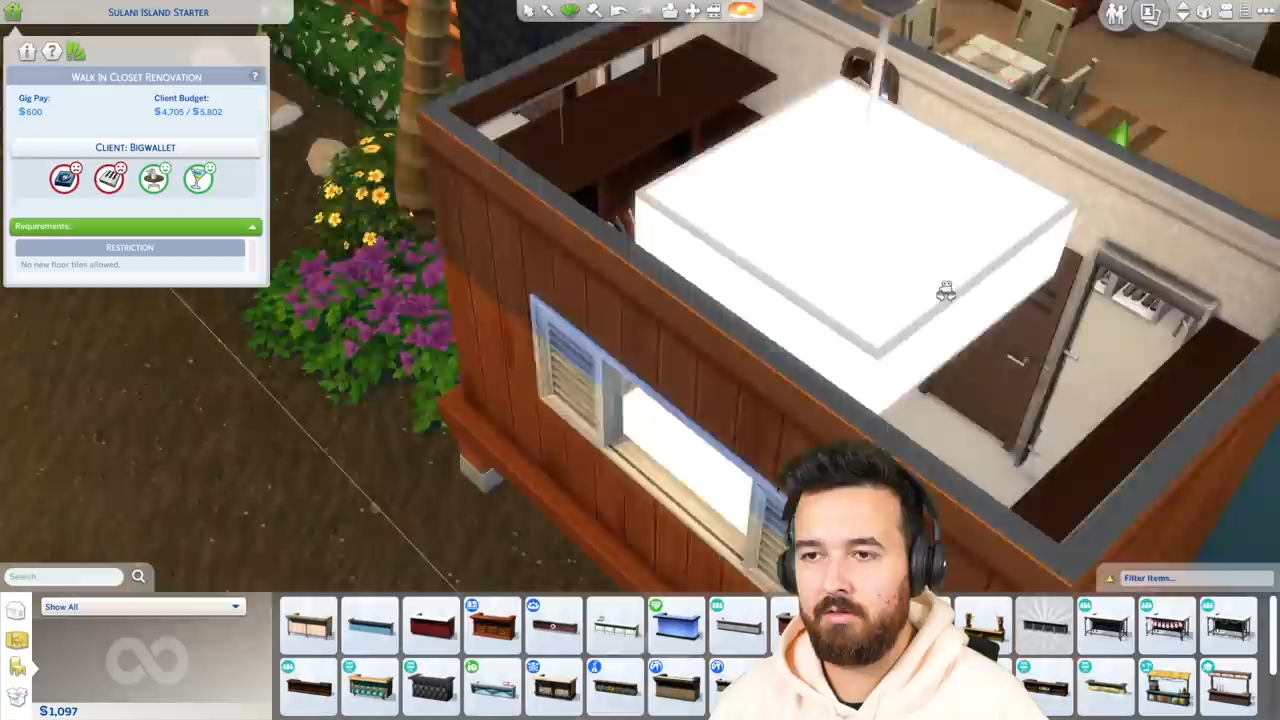 SULANI ISLAND STARTER
WALK IN CLOSET RENOVATION
?
Gig Pay:
§600
Client Budget:
§4,705 / §5,802
CLIENT: BIGWALLET
Requirements:
RESTRICTION
No new floor tiles allowed.
Search
Filter Items...
Show All
§1,097